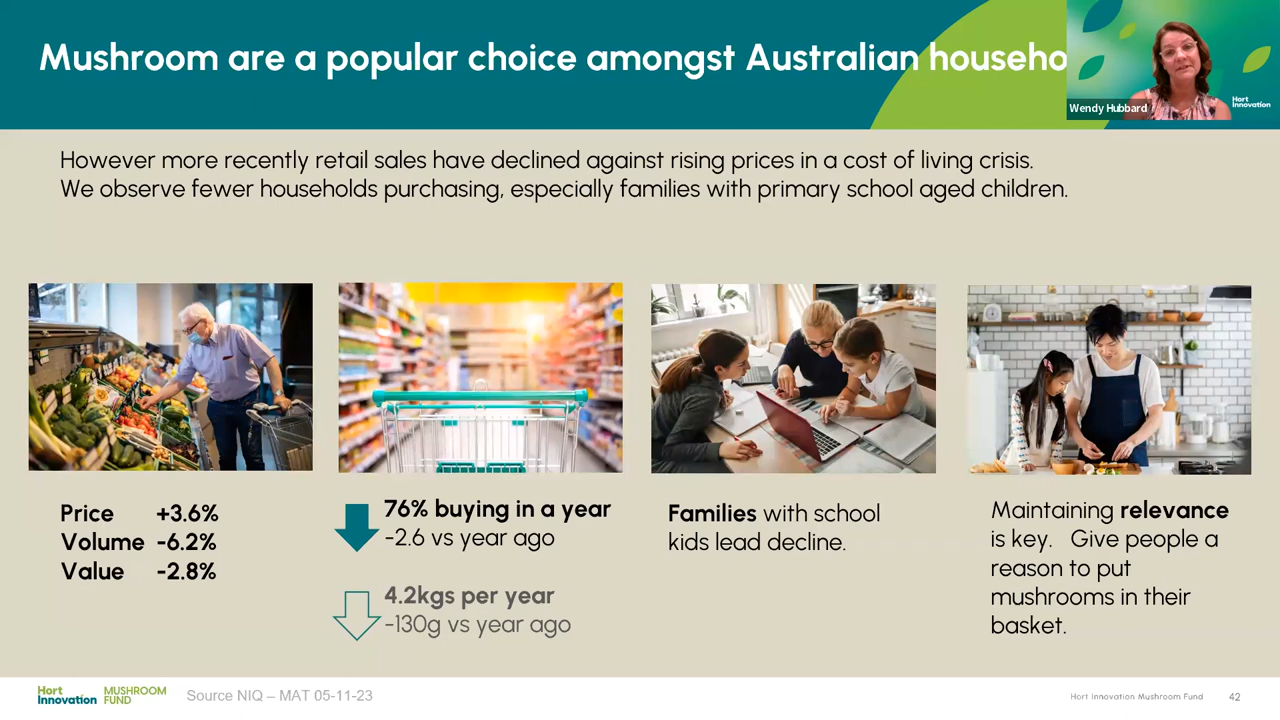 Mushroom are a popular choice amongst Australian househo
Wendy Hubbard
Hort
Innovation
However more recently retail sales have declined against rising prices in a cost of living crisis.
We observe fewer households purchasing, especially families with primary school aged children.
Price +3.6%
Volume -6.2%
Value -2.8%
76% buying in a year
-2.6 vs year ago
4.2kgs per year
-130g vs year ago
Families with school
kids lead decline.
Maintaining relevance
is key. Give people a
reason to put
mushrooms in their
basket.
Hort
Innovation
MUSHROOM
FUND
Source NIQ – MAT 05-11-23
Hort Innovation Mushroom Fund
42